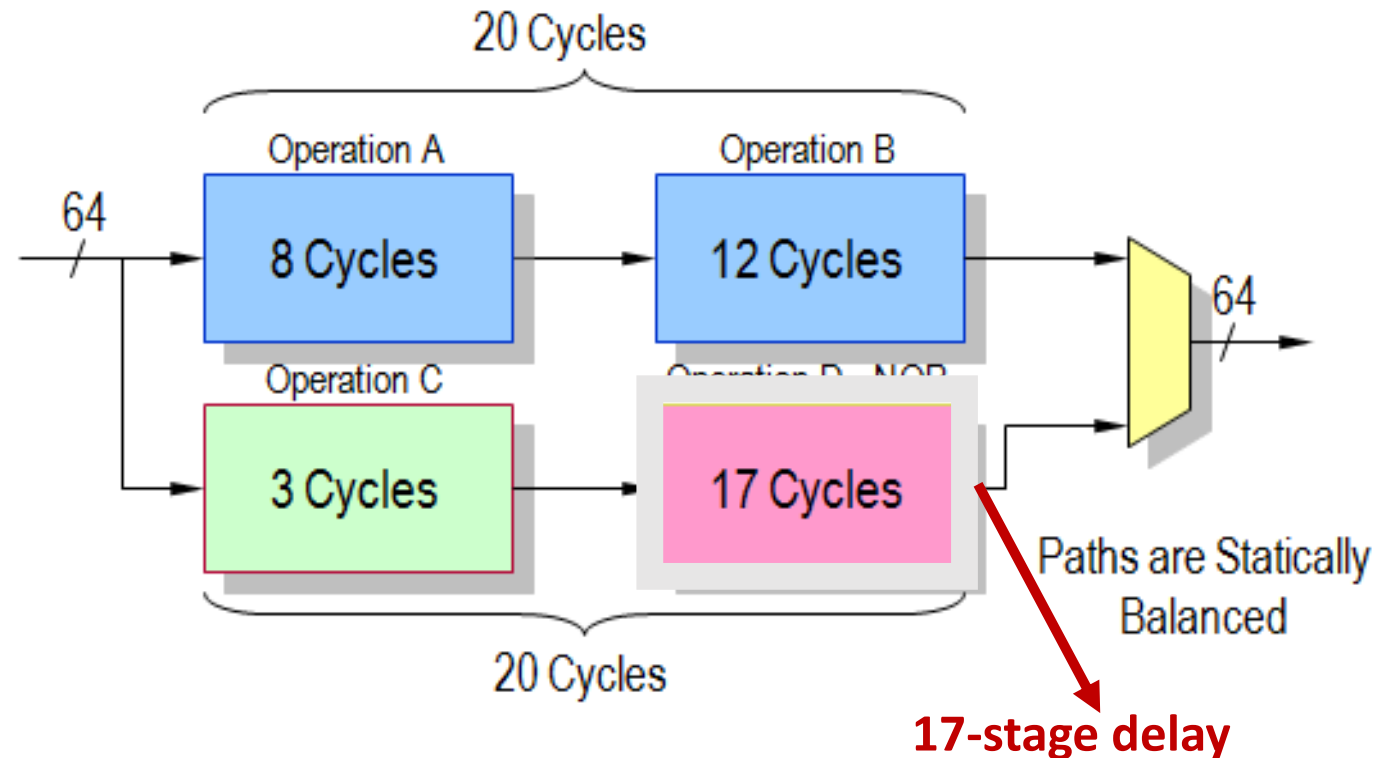 20 Cycles
Operation A
Operation B
64
8 Cycles
12 Cycles
64
Operation C
3 Cycles
17 Cycles
Paths are Statically
Balanced
20 Cycles
17-stage delay